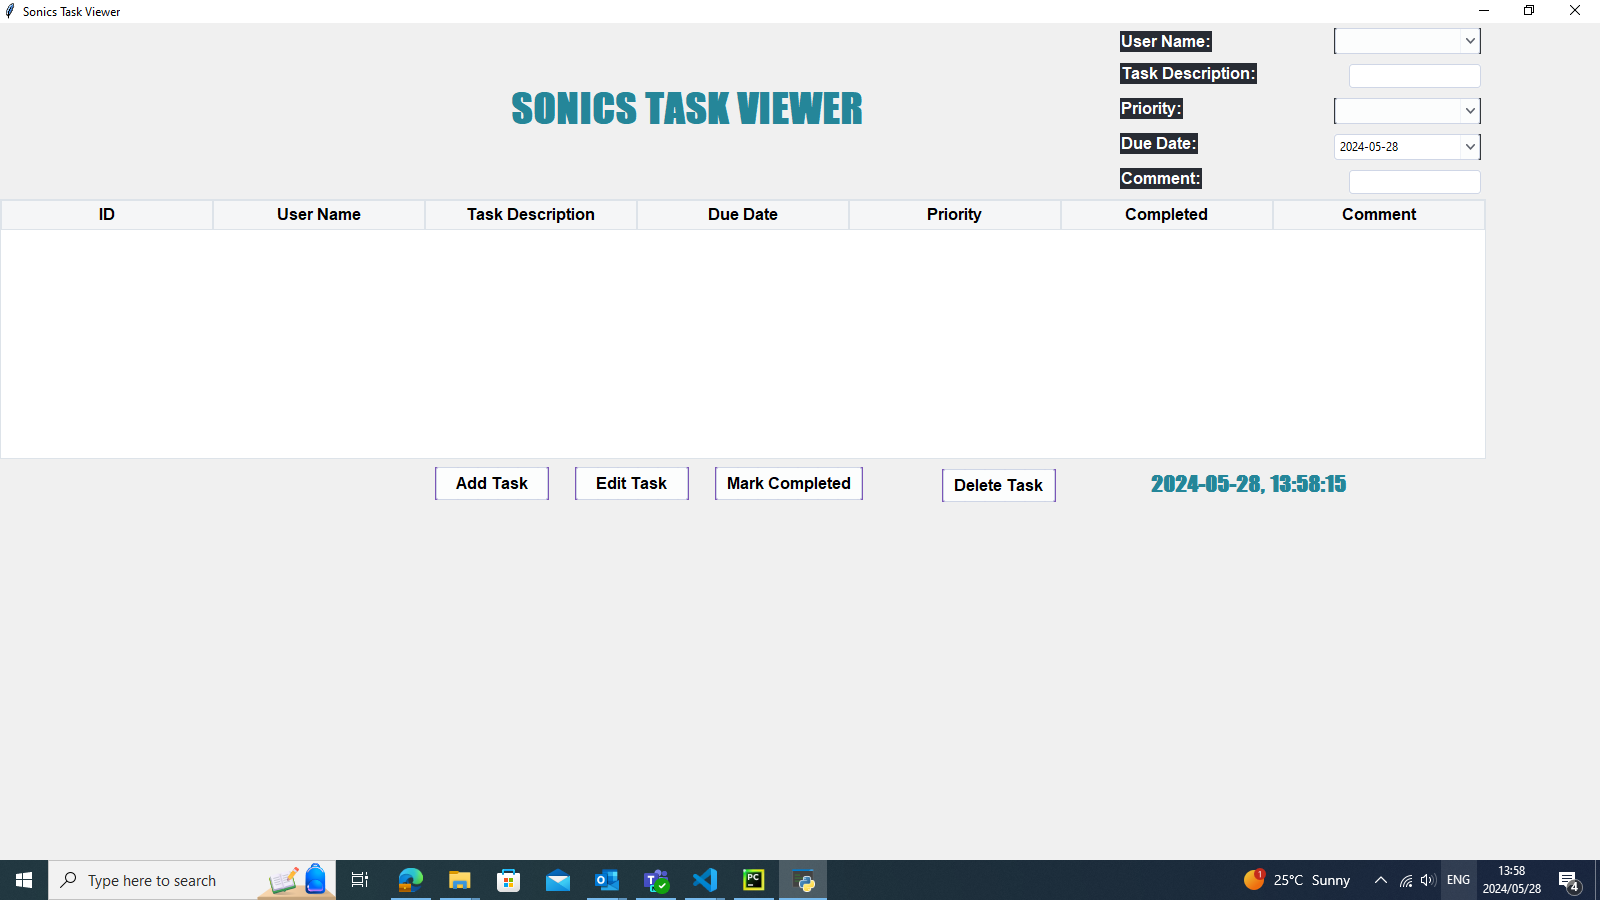 Sonics Task Viewer
User Name:
Task Description:
SONICS TASK VIEWER
Priority:
Due Date: 2024-05-28
Comment:
ID User Name Task Description Due Date Priority Completed Comment
Add Task Edit Task Mark Completed Delete Task 2024-05-28, 13:58:15
Type here to search PC 1 25°C Sunny ENG 13:58
2024/05/28 4